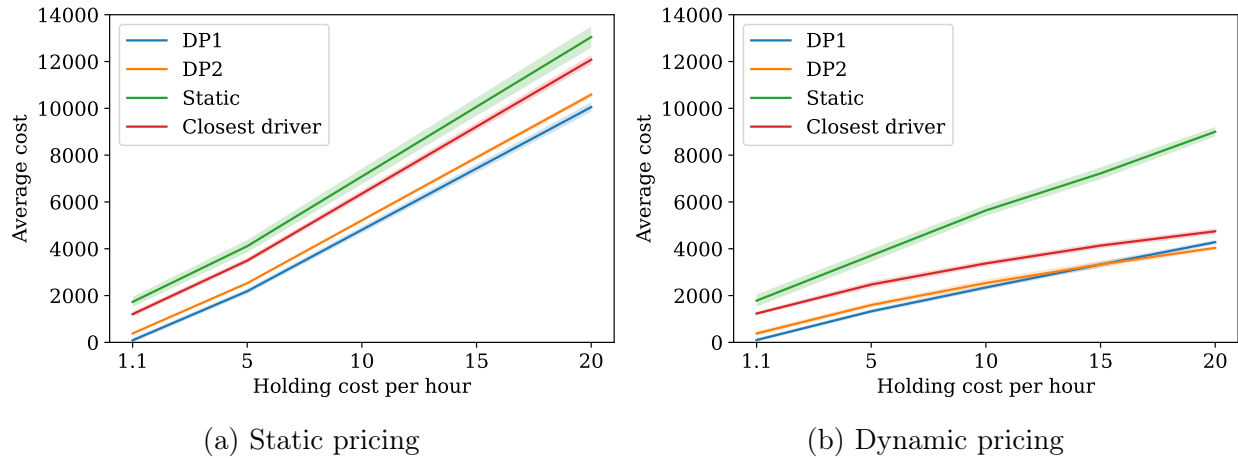 14000
12000
10000
8000
6000
4000
2000
0
Average cost
DP1
DP2
Static
Closest driver
1.1 5 10 15 20
Holding cost per hour
(a) Static pricing
14000
12000
10000
8000
6000
4000
2000
0
Average cost
DP1
DP2
Static
Closest driver
1.1 5 10 15 20
Holding cost per hour
(b) Dynamic pricing